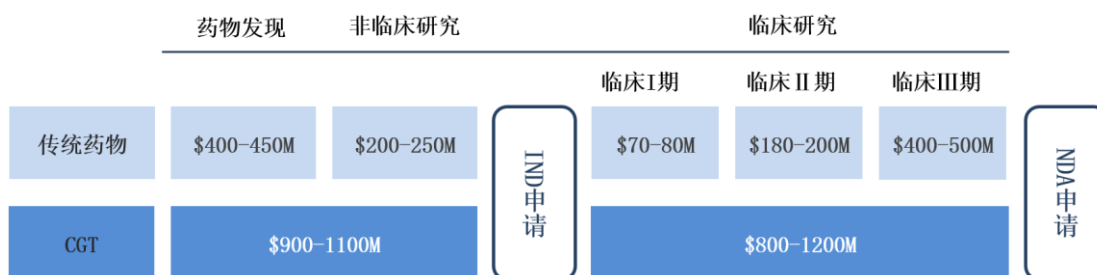 药物发现 非临床研究 临床研究
临床I期 临床Ⅱ期 临床Ⅲ期
传统药物 $400-450M $200-250M $70-80M $180-200M $400-500M
IND申请
NDA申请
CGT $900-1100M $800-1200M